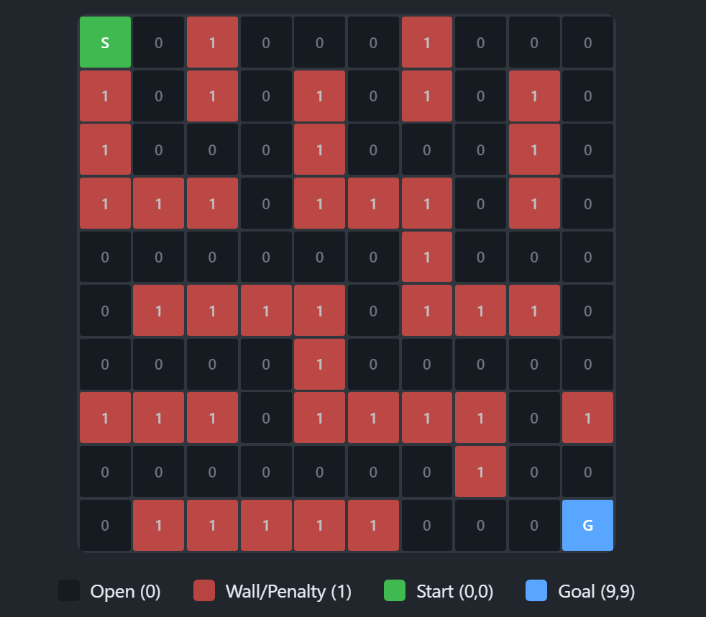 S 0 1 0 0 0 1 0 0 0
1 0 1 0 1 0 1 0 1 0
1 0 0 0 1 0 0 0 1 0
1 1 1 0 1 1 1 0 1 0
0 0 0 0 0 0 1 0 0 0
0 1 1 1 1 0 1 1 1 0
0 0 0 0 1 0 0 0 0 0
1 1 1 0 1 1 1 1 0 1
0 0 0 0 0 0 0 1 0 0
0 1 1 1 1 1 0 0 0 G
Open (0) Wall/Penalty (1) Start (0,0) Goal (9,9)